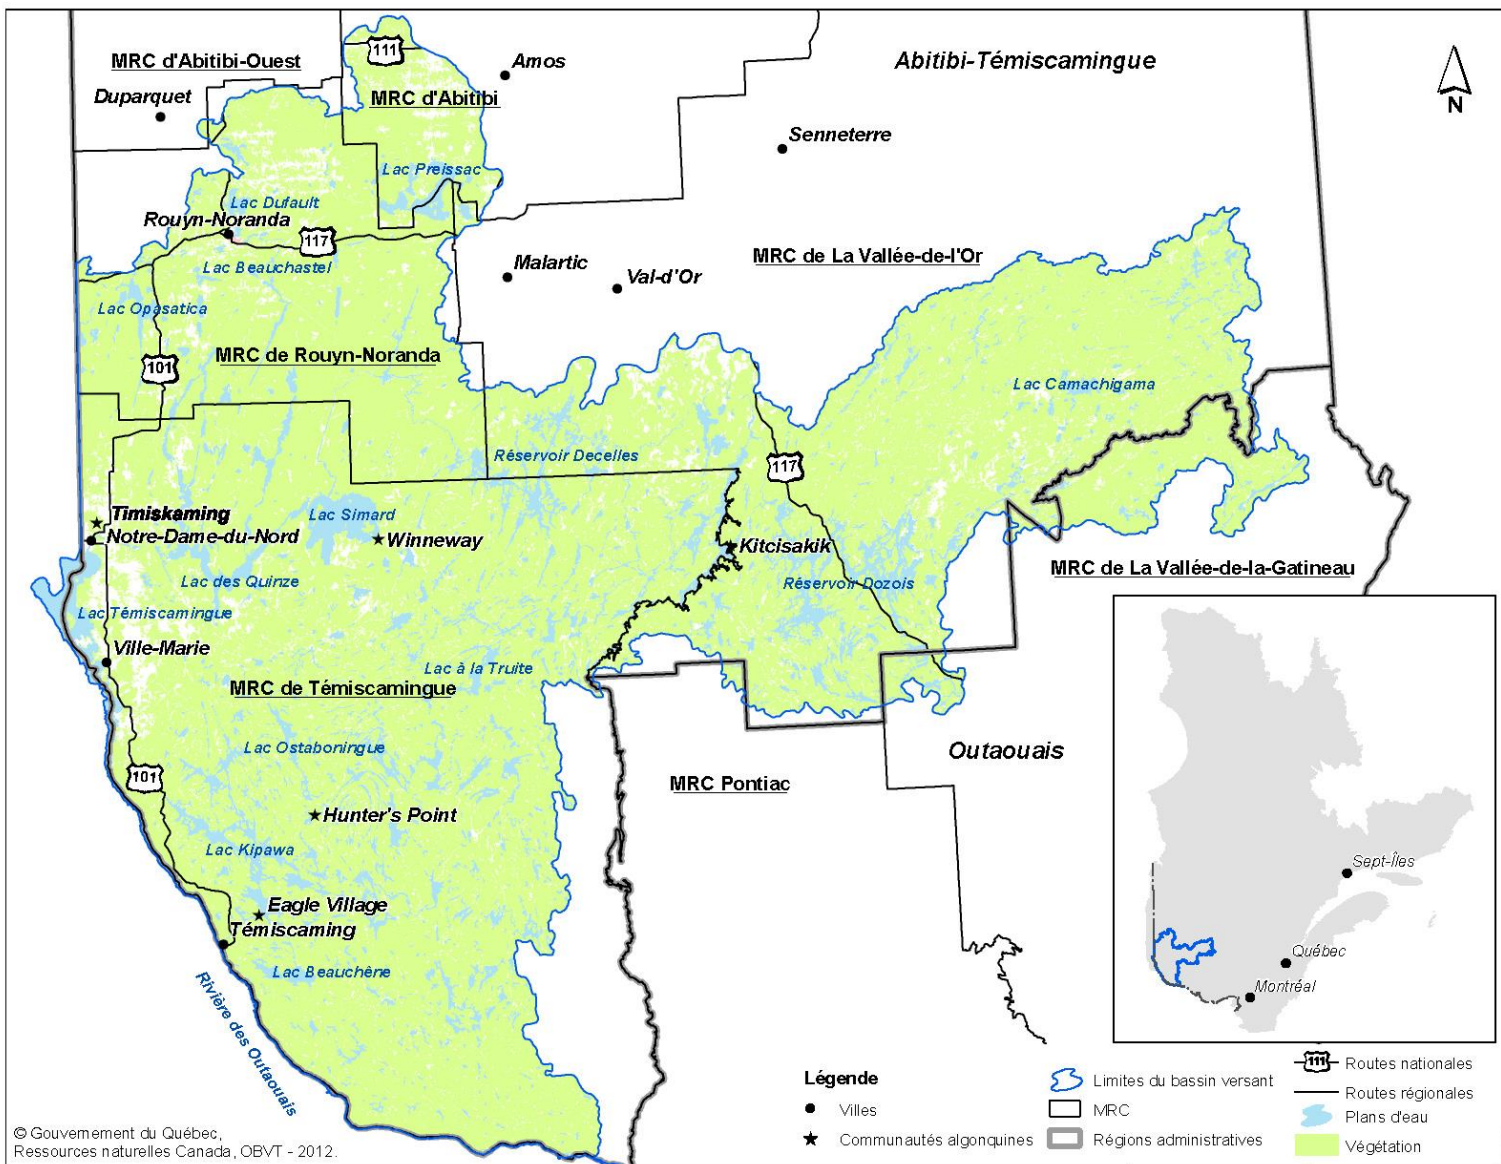 MRC d'Abitibi-Ouest
111
Amos
Abitibi-Témiscamingue
Duparquet
MRC d'Abitibi
N
Senneterre
Lac Preissac
Lac Dufault
Rouyn-Noranda
117
MRC de La Vallée-de-l'Or
Lac Beauchastel
Malartic
Val-d'Or
Lac Opasatica
MRC de Rouyn-Noranda
101
Lac Camachigama
Réservoir Decelles
117
Timiskaming
Lac Simard
Notre-Dame-du-Nord
Winneway
Kitcisakik
MRC de La Vallée-de-la-Gatineau
Lac des Quinze
Réservoir Dozois
Lac Témiscamingue
Ville-Marie
Lac à la Truite
MRC de Témiscamingue
Lac Ostaboningue
Outaouais
101
MRC Pontiac
Hunter's Point
Lac Kipawa
Sept-Îles
Eagle Village
Témiscaming
Québec
Lac Beauchêne
Montréal
Rivière des Outaouais
Légende
Villes
Communautés algonquines
Limites du bassin versant
MRC
Régions administratives
111
Routes nationales
Routes régionales
Plans d'eau
Végétation
© Gouvernement du Québec,
Ressources naturelles Canada, OBVT - 2012.